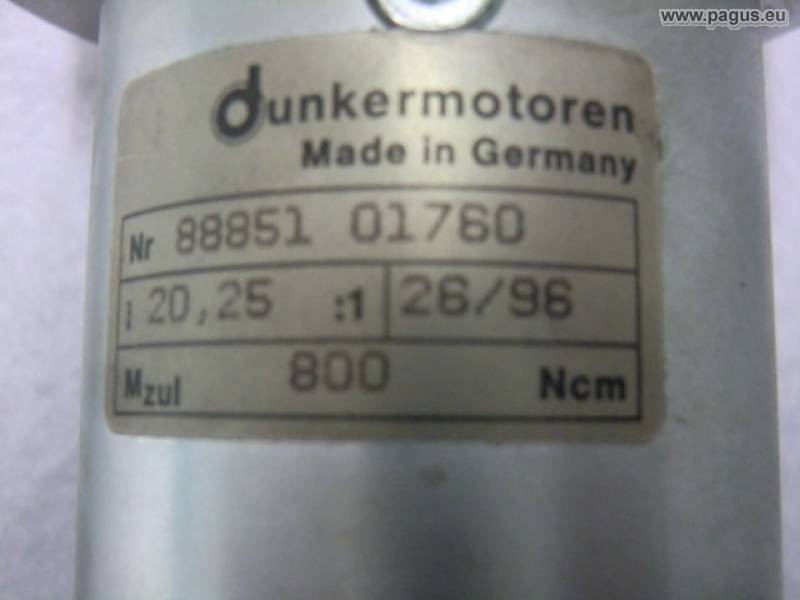 www.pagus.eu
dunkermotoren
Made in Germany
Nr 88851 01760
i 20,25 :1 26/96
Mzul 800 Ncm